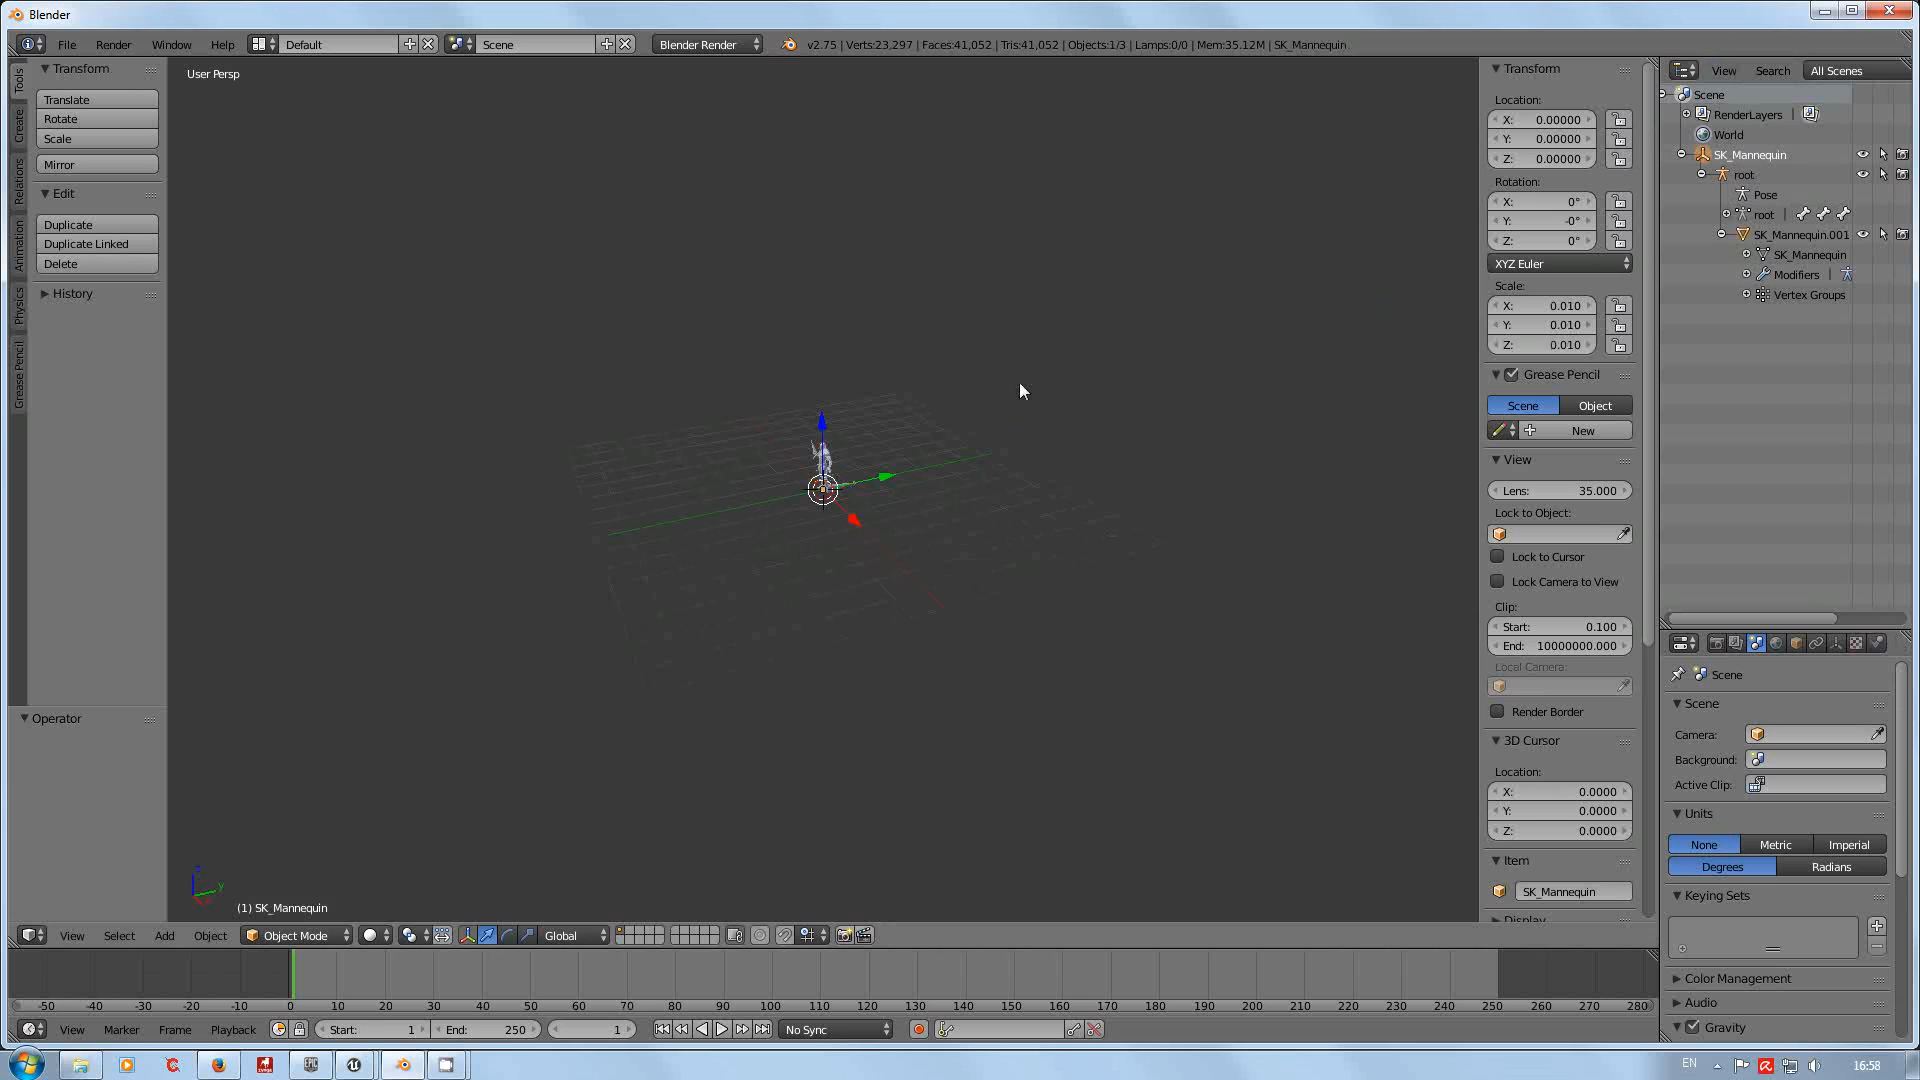 Blender
File Render Window Help Default Scene Blender Render v2.75 | Verts:23,297 | Faces:41,052 | Tris:41,052 | Objects:1/3 | Lamps:0/0 | Mem:35.12M | SK_Mannequin
Tools
Create
Relations
Animation
Physics
Grease Pencil
Transform
Translate
Rotate
Scale
Mirror
Edit
Duplicate
Duplicate Linked
Delete
History
Operator
User Persp
(1) SK_Mannequin
Transform
Location:
X: 0.00000
Y: 0.00000
Z: 0.00000
Rotation:
X: 0°
Y: -0°
Z: 0°
XYZ Euler
Scale:
X: 0.010
Y: 0.010
Z: 0.010
Grease Pencil
Scene Object
New
View
Lens: 35.000
Lock to Object:
Lock to Cursor
Lock Camera to View
Clip:
Start: 0.100
End: 10000000.000
Local Camera:
Render Border
3D Cursor
Location:
X: 0.0000
Y: 0.0000
Z: 0.0000
Item
SK_Mannequin
Display
View Search All Scenes
Scene
RenderLayers |
World
SK_Mannequin
root
Pose
root |
SK_Mannequin.001
SK_Mannequin
Modifiers |
Vertex Groups
Scene
Scene
Camera:
Background:
Active Clip:
Units
None Metric Imperial
Degrees Radians
Keying Sets
Color Management
Audio
Gravity
View Select Add Object Object Mode Global
-50 -40 -30 -20 -10 0 10 20 30 40 50 60 70 80 90 100 110 120 130 140 150 160 170 180 190 200 210 220 230 240 250 260 270 280
View Marker Frame Playback Start: 1 End: 250 1 No Sync
EPIC
EN 16:58